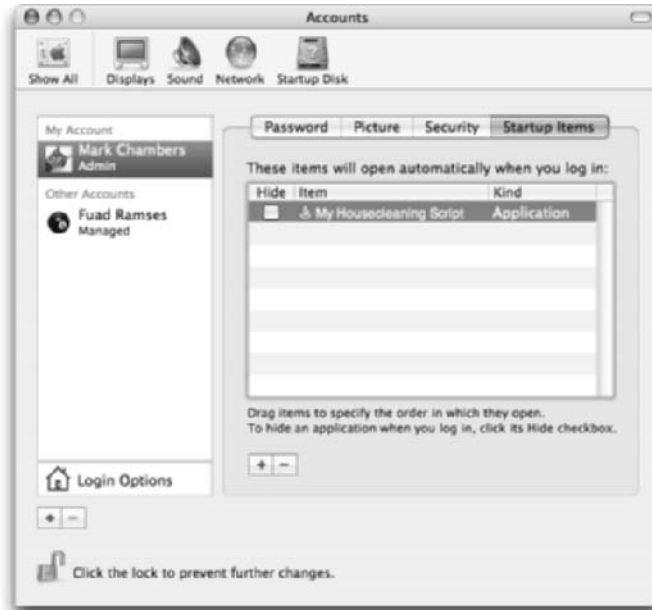 Accounts
Show All Displays Sound Network Startup Disk
My Account
Mark Chambers
Admin
Other Accounts
Fuad Ramses
Managed
Login Options
Password Picture Security Startup Items
These items will open automatically when you log in:
Hide Item Kind
My Housecleaning Script Application
Drag items to specify the order in which they open.
To hide an application when you log in, click its Hide checkbox.
+ −
+ −
Click the lock to prevent further changes.